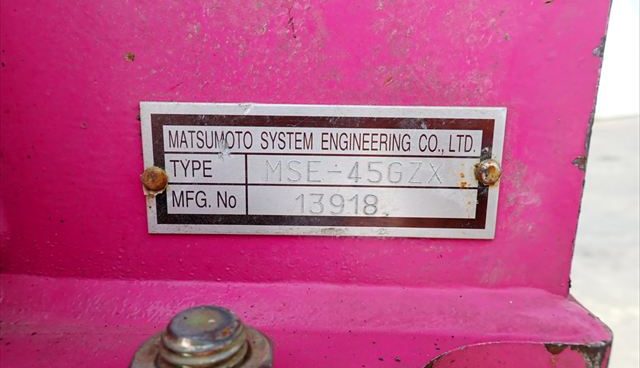 MATSUMOTO SYSTEM ENGINEERING CO., LTD.
TYPE MSE-45GZX
MFG. No 13918